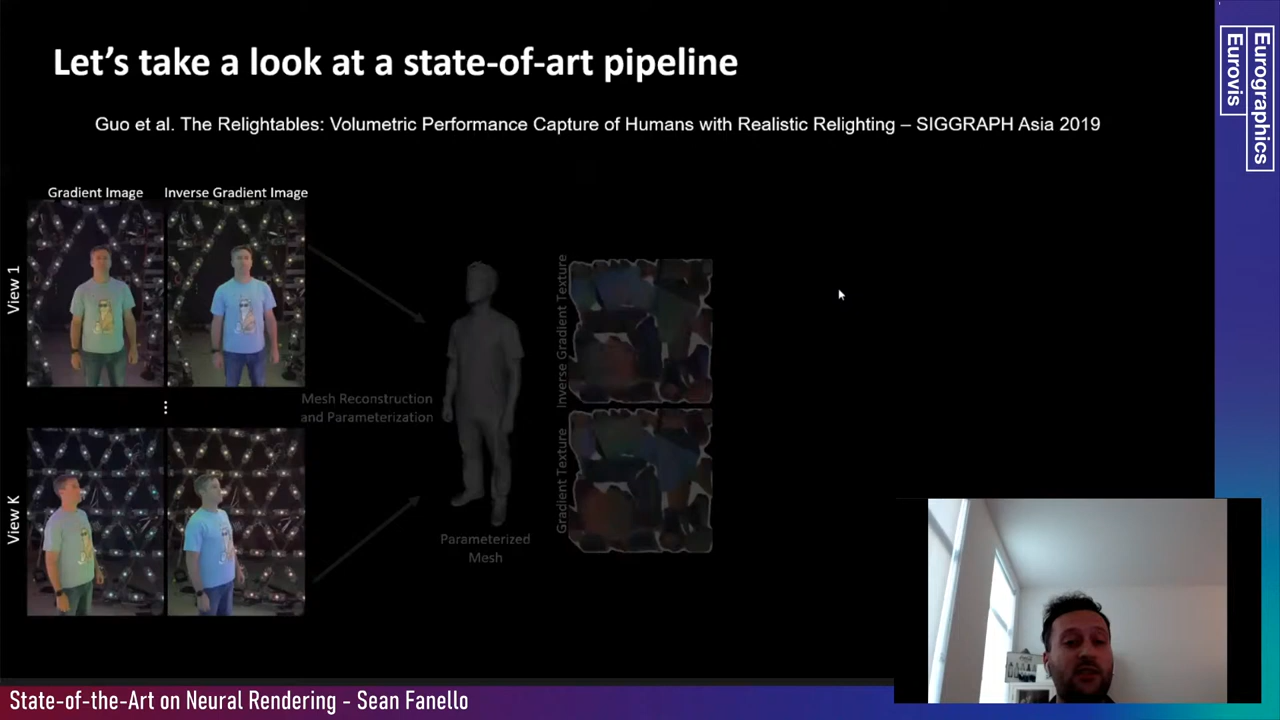 Let's take a look at a state-of-art pipeline
Guo et al. The Relightables: Volumetric Performance Capture of Humans with Realistic Relighting – SIGGRAPH Asia 2019
Gradient Image
Inverse Gradient Image
View 1
Mesh Reconstruction
and Parameterization
View K
Parameterized
Mesh
Inverse Gradient Texture
Gradient Texture
Eurographics
Eurovis
State-of-the-Art on Neural Rendering - Sean Fanello